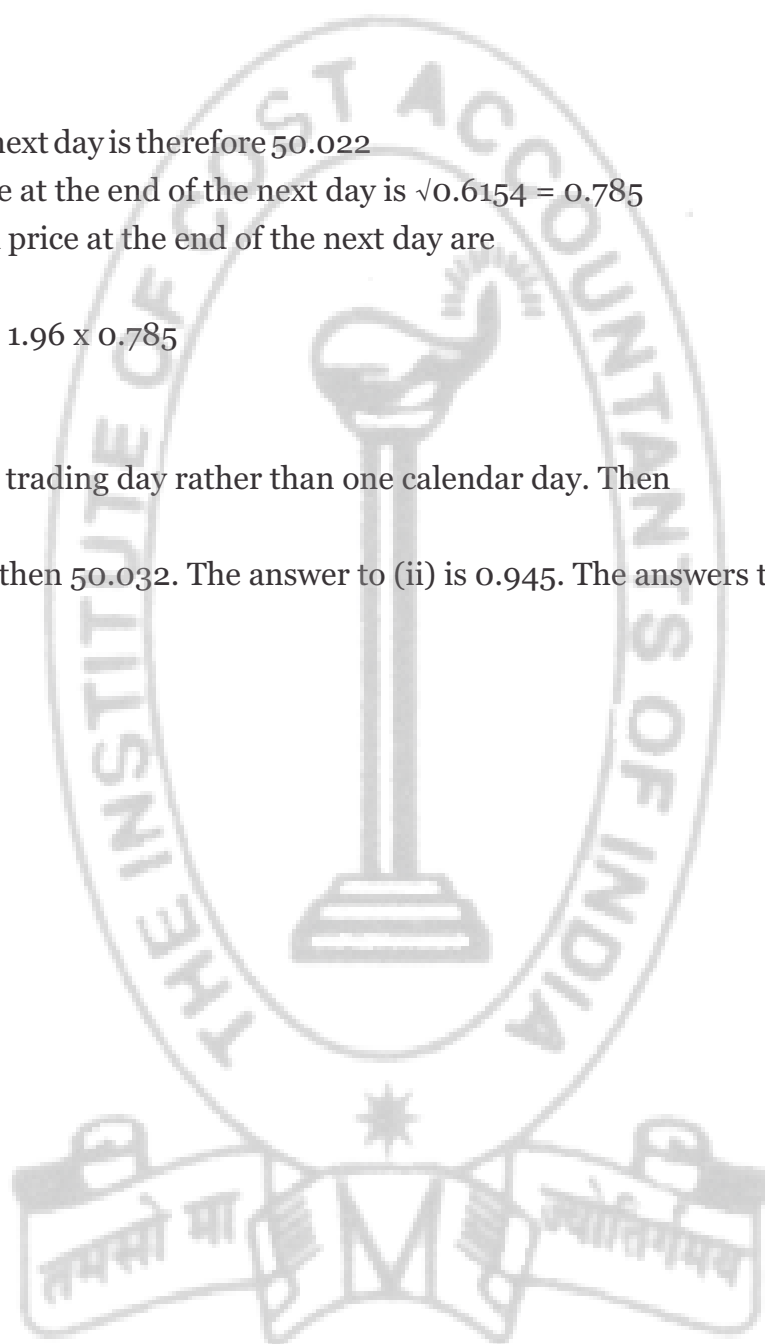 next day is therefore 50.022
e at the end of the next day is √0.6154 = 0.785
price at the end of the next day are
1.96 x 0.785
trading day rather than one calendar day. Then
then 50.032. The answer to (ii) is 0.945. The answers t
THE INSTITUTE OF COST ACCOUNTANTS OF INDIA
तमसो मा ज्योतिर्गमय